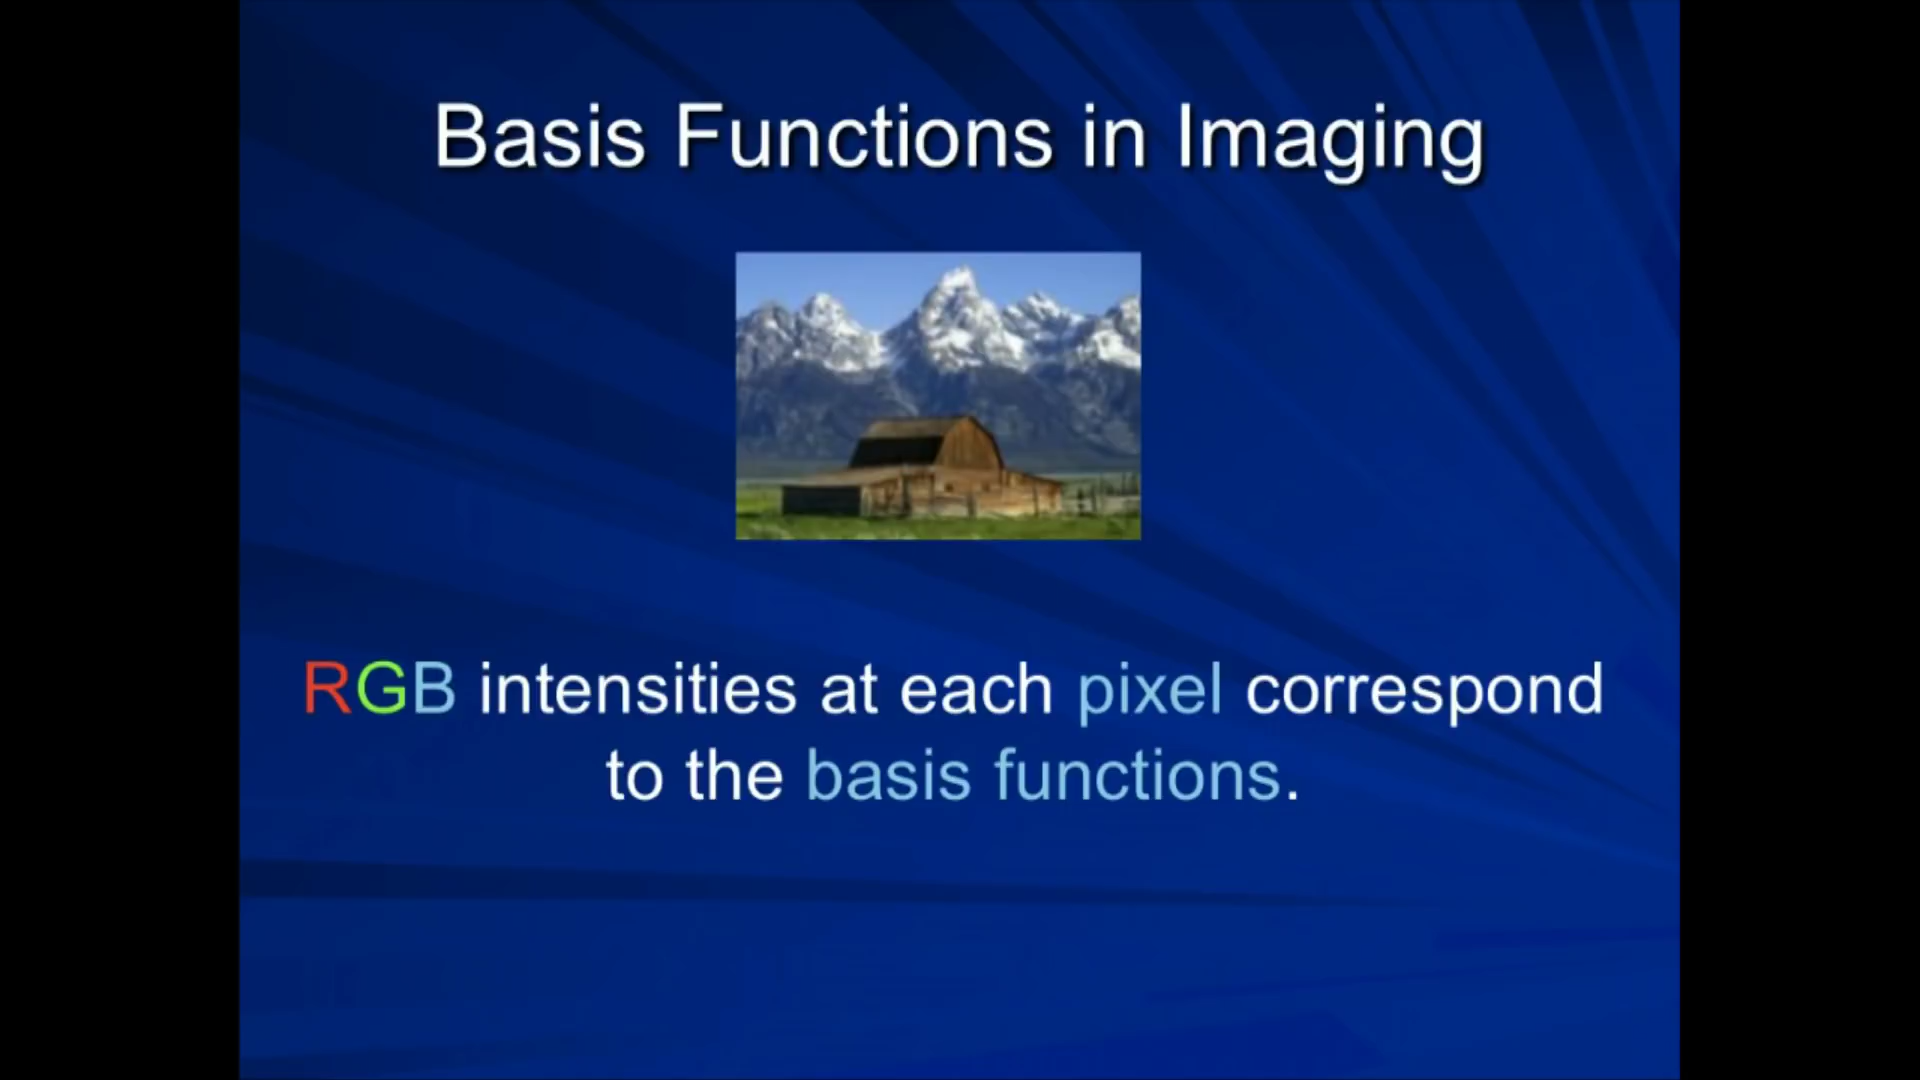 Basis Functions in Imaging
RGB intensities at each pixel correspond
to the basis functions.